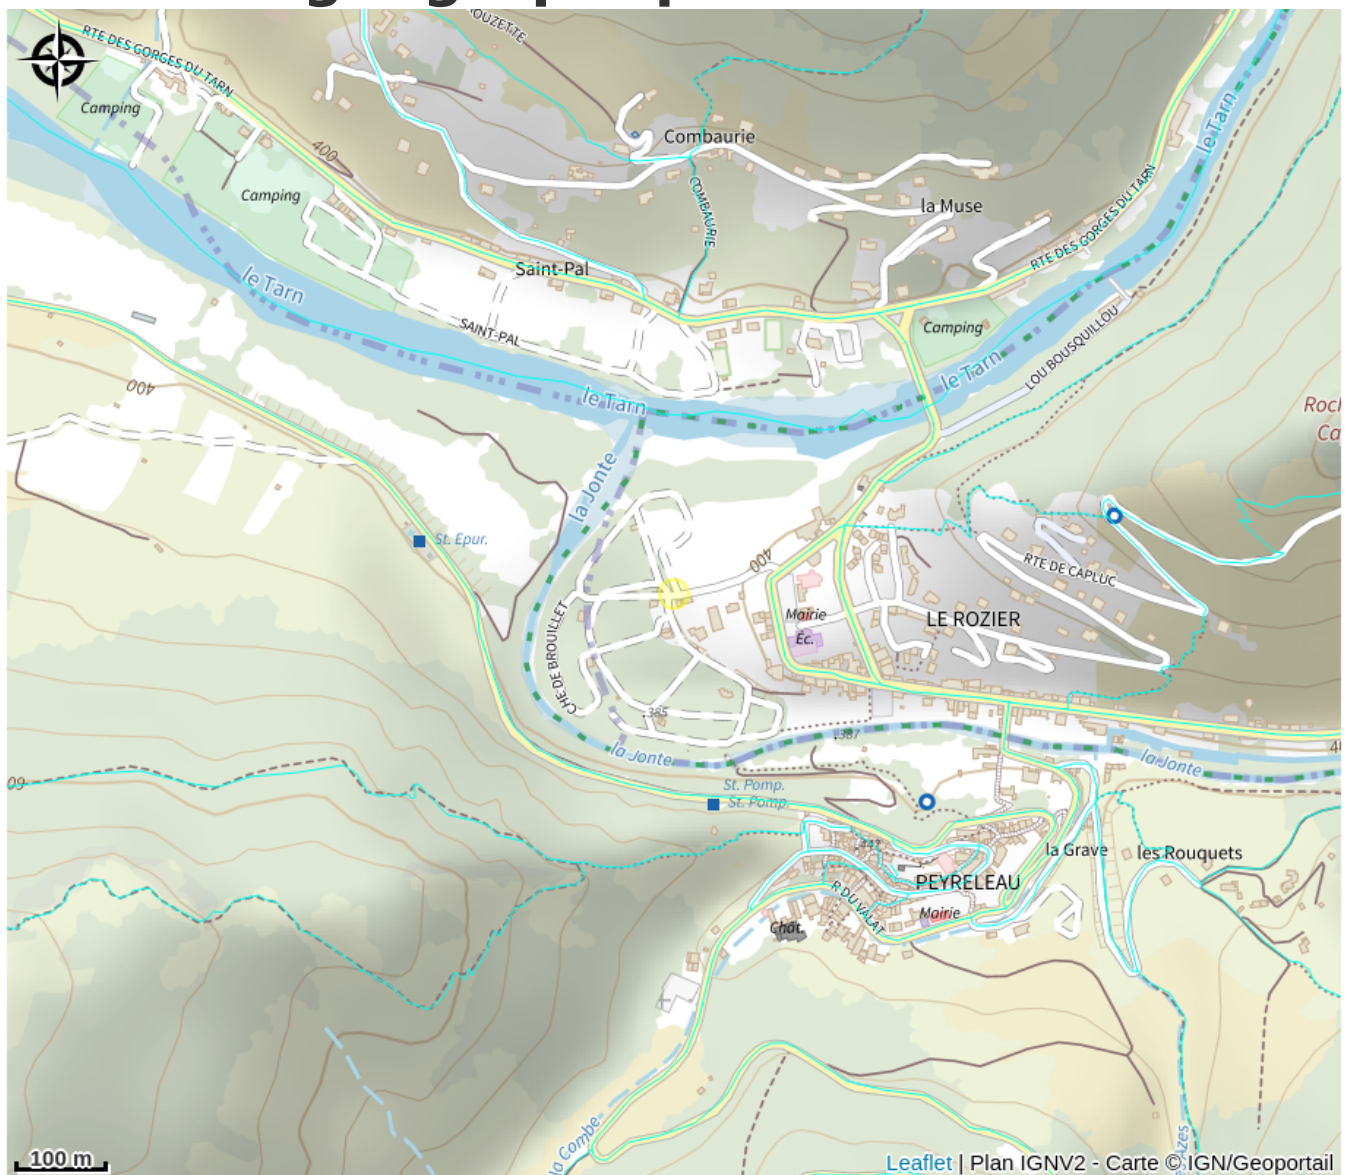 RTE DES GORGES DU TARN
Camping
Camping
400
Combaurie
COMBAURIE
la Muse
le Tarn
RTE DES GORGES DU TARN
Saint-Pal
SAINT-PAL
le Tarn
Camping
le Tarn
LOU BOUSQUILLOU
le Tarn
400
la Jonte
St. Epur.
400
RTE DE CAPLUC
Mairie
Éc.
LE ROZIER
CHE DE BROUILLET
385
387
la Jonte
la Jonte
St. Pomp.
St. Pomp.
447
la Grave
les Rouquets
PEYRELEAU
R DU VALAT
Mairie
Chât.
la Combe
100 m
Leaflet | Plan IGNV2 - Carte © IGN/Geoportail